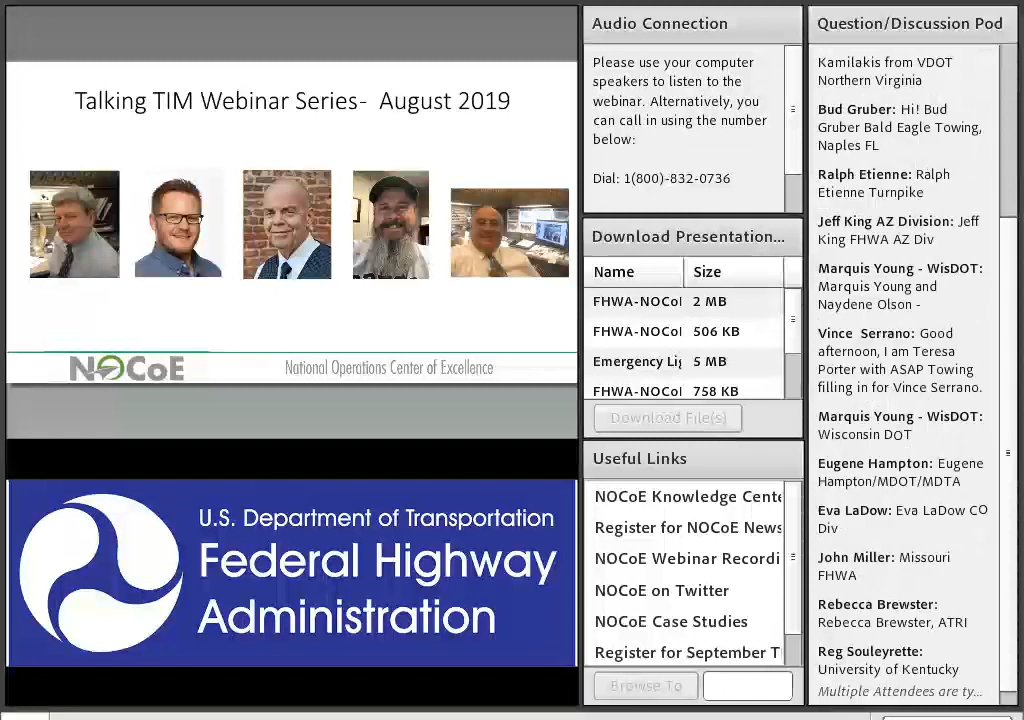 Talking TIM Webinar Series- August 2019
NOCoE
National Operations Center of Excellence
U.S. Department of Transportation
Federal Highway
Administration
Audio Connection
Please use your computer
speakers to listen to the
webinar. Alternatively, you
can call in using the number
below:
Dial: 1(800)-832-0736
Download Presentation...
Name Size
FHWA-NOCoI 2 MB
FHWA-NOCoI 506 KB
Emergency Lig 5 MB
FHWA-NOCoI 758 KB
Download File(s)
Useful Links
NOCoE Knowledge Cente
Register for NOCoE News
NOCoE Webinar Recordi
NOCoE on Twitter
NOCoE Case Studies
Register for September T
Browse To
Question/Discussion Pod
Kamilakis from VDOT
Northern Virginia
Bud Gruber: Hi! Bud
Gruber Bald Eagle Towing,
Naples FL
Ralph Etienne: Ralph
Etienne Turnpike
Jeff King AZ Division: Jeff
King FHWA AZ Div
Marquis Young - WisDOT:
Marquis Young and
Naydene Olson -
Vince Serrano: Good
afternoon, I am Teresa
Porter with ASAP Towing
filling in for Vince Serrano.
Marquis Young - WisDOT:
Wisconsin DOT
Eugene Hampton: Eugene
Hampton/MDOT/MDTA
Eva LaDow: Eva LaDow CO
Div
John Miller: Missouri
FHWA
Rebecca Brewster:
Rebecca Brewster, ATRI
Reg Souleyrette:
University of Kentucky
Multiple Attendees are ty...